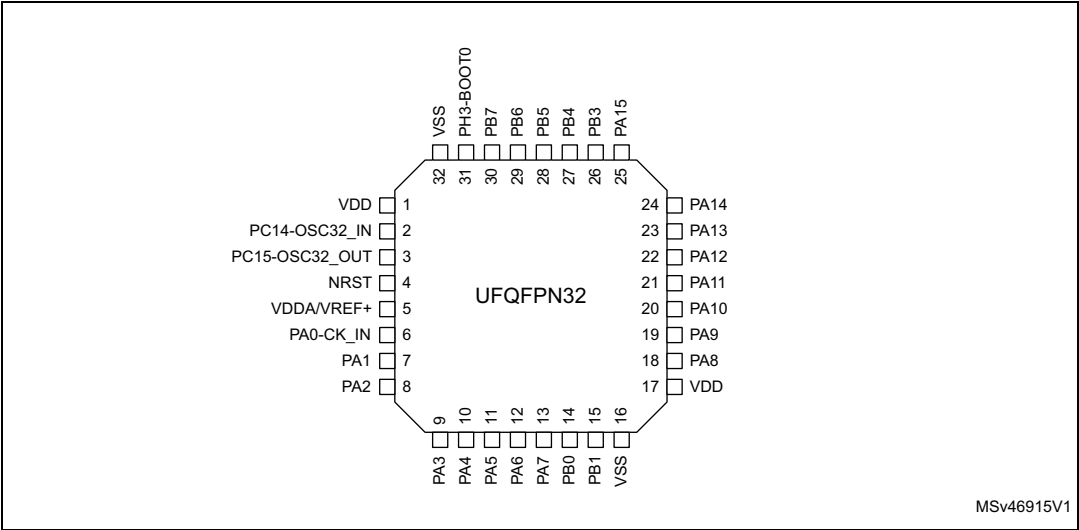 VSS
PH3-BOOT0
PB7
PB6
PB5
PB4
PB3
PA15
32
31
30
29
28
27
26
25
VDD 1
PC14-OSC32_IN 2
PC15-OSC32_OUT 3
NRST 4
VDDA/VREF+ 5
PA0-CK_IN 6
PA1 7
PA2 8
UFQFPN32
24 PA14
23 PA13
22 PA12
21 PA11
20 PA10
19 PA9
18 PA8
17 VDD
9
10
11
12
13
14
15
16
PA3
PA4
PA5
PA6
PA7
PB0
PB1
VSS
MSv46915V1